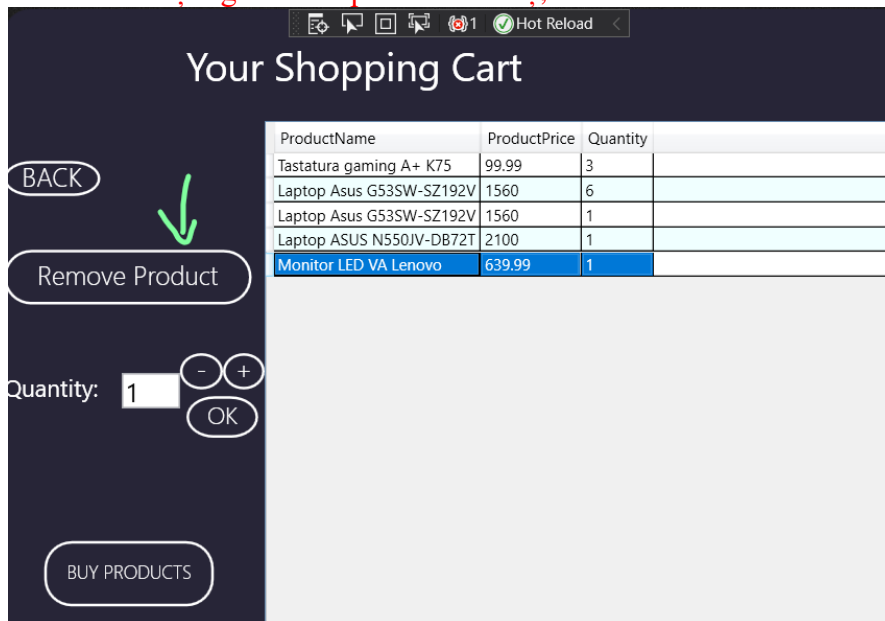 1 Hot Reload
Your Shopping Cart
ProductName ProductPrice Quantity
Tastatura gaming A+ K75 99.99 3
BACK
Laptop Asus G53SW-SZ192V 1560 6
Laptop Asus G53SW-SZ192V 1560 1
Laptop ASUS N550JV-DB72T 2100 1
Monitor LED VA Lenovo 639.99 1
Remove Product
- +
Quantity: 1
OK
BUY PRODUCTS